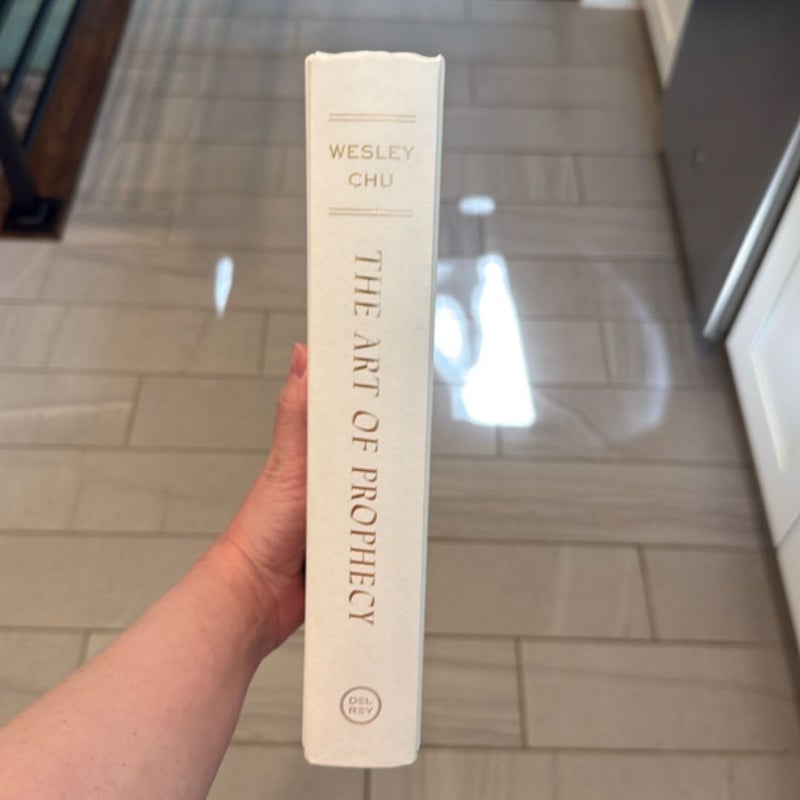 WESLEY
CHU
THE ART OF PROPHECY
DEL
REY